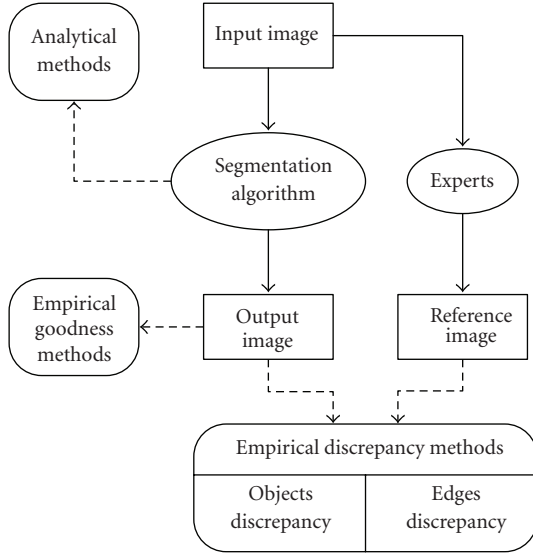 Analytical
methods
Input image
Segmentation
algorithm
Experts
Empirical
goodness
methods
Output
image
Reference
image
Empirical discrepancy methods
Objects
discrepancy
Edges
discrepancy